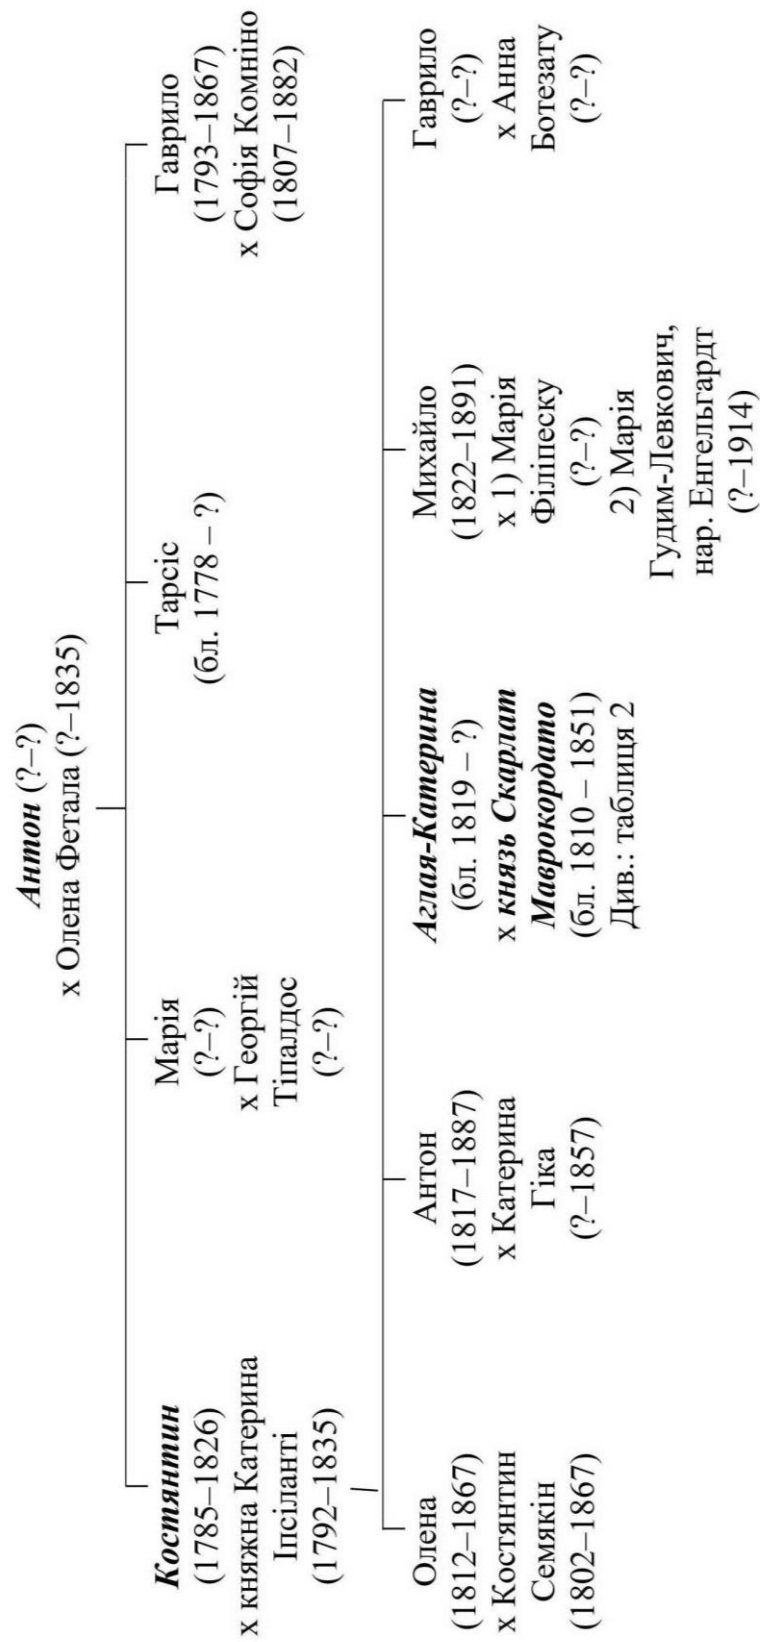 Антон (?–?)
х Олена Фетала (?–1835)
Костянтин
(1785–1826)
х княжна Катерина
Іпсіланті
(1792–1835)
Марія
(?–?)
х Георгій
Тіпалдос
(?–?)
Тарсіс
(бл. 1778 – ?)
Гаврило
(1793–1867)
х Софія Комніно
(1807–1882)
Олена
(1812–1867)
х Костянтин
Семякін
(1802–1867)
Антон
(1817–1887)
х Катерина
Гіка
(?–1857)
Аглая-Катерина
(бл. 1819 – ?)
х князь Скарлат
Маврокордато
(бл. 1810 – 1851)
Див.: таблиця 2
Михайло
(1822–1891)
х 1) Марія
Філіпеску
(?–?)
2) Марія
Гудим-Левкович,
нар. Енгельгардт
(?–1914)
Гаврило
(?–?)
х Анна
Ботезату
(?–?)